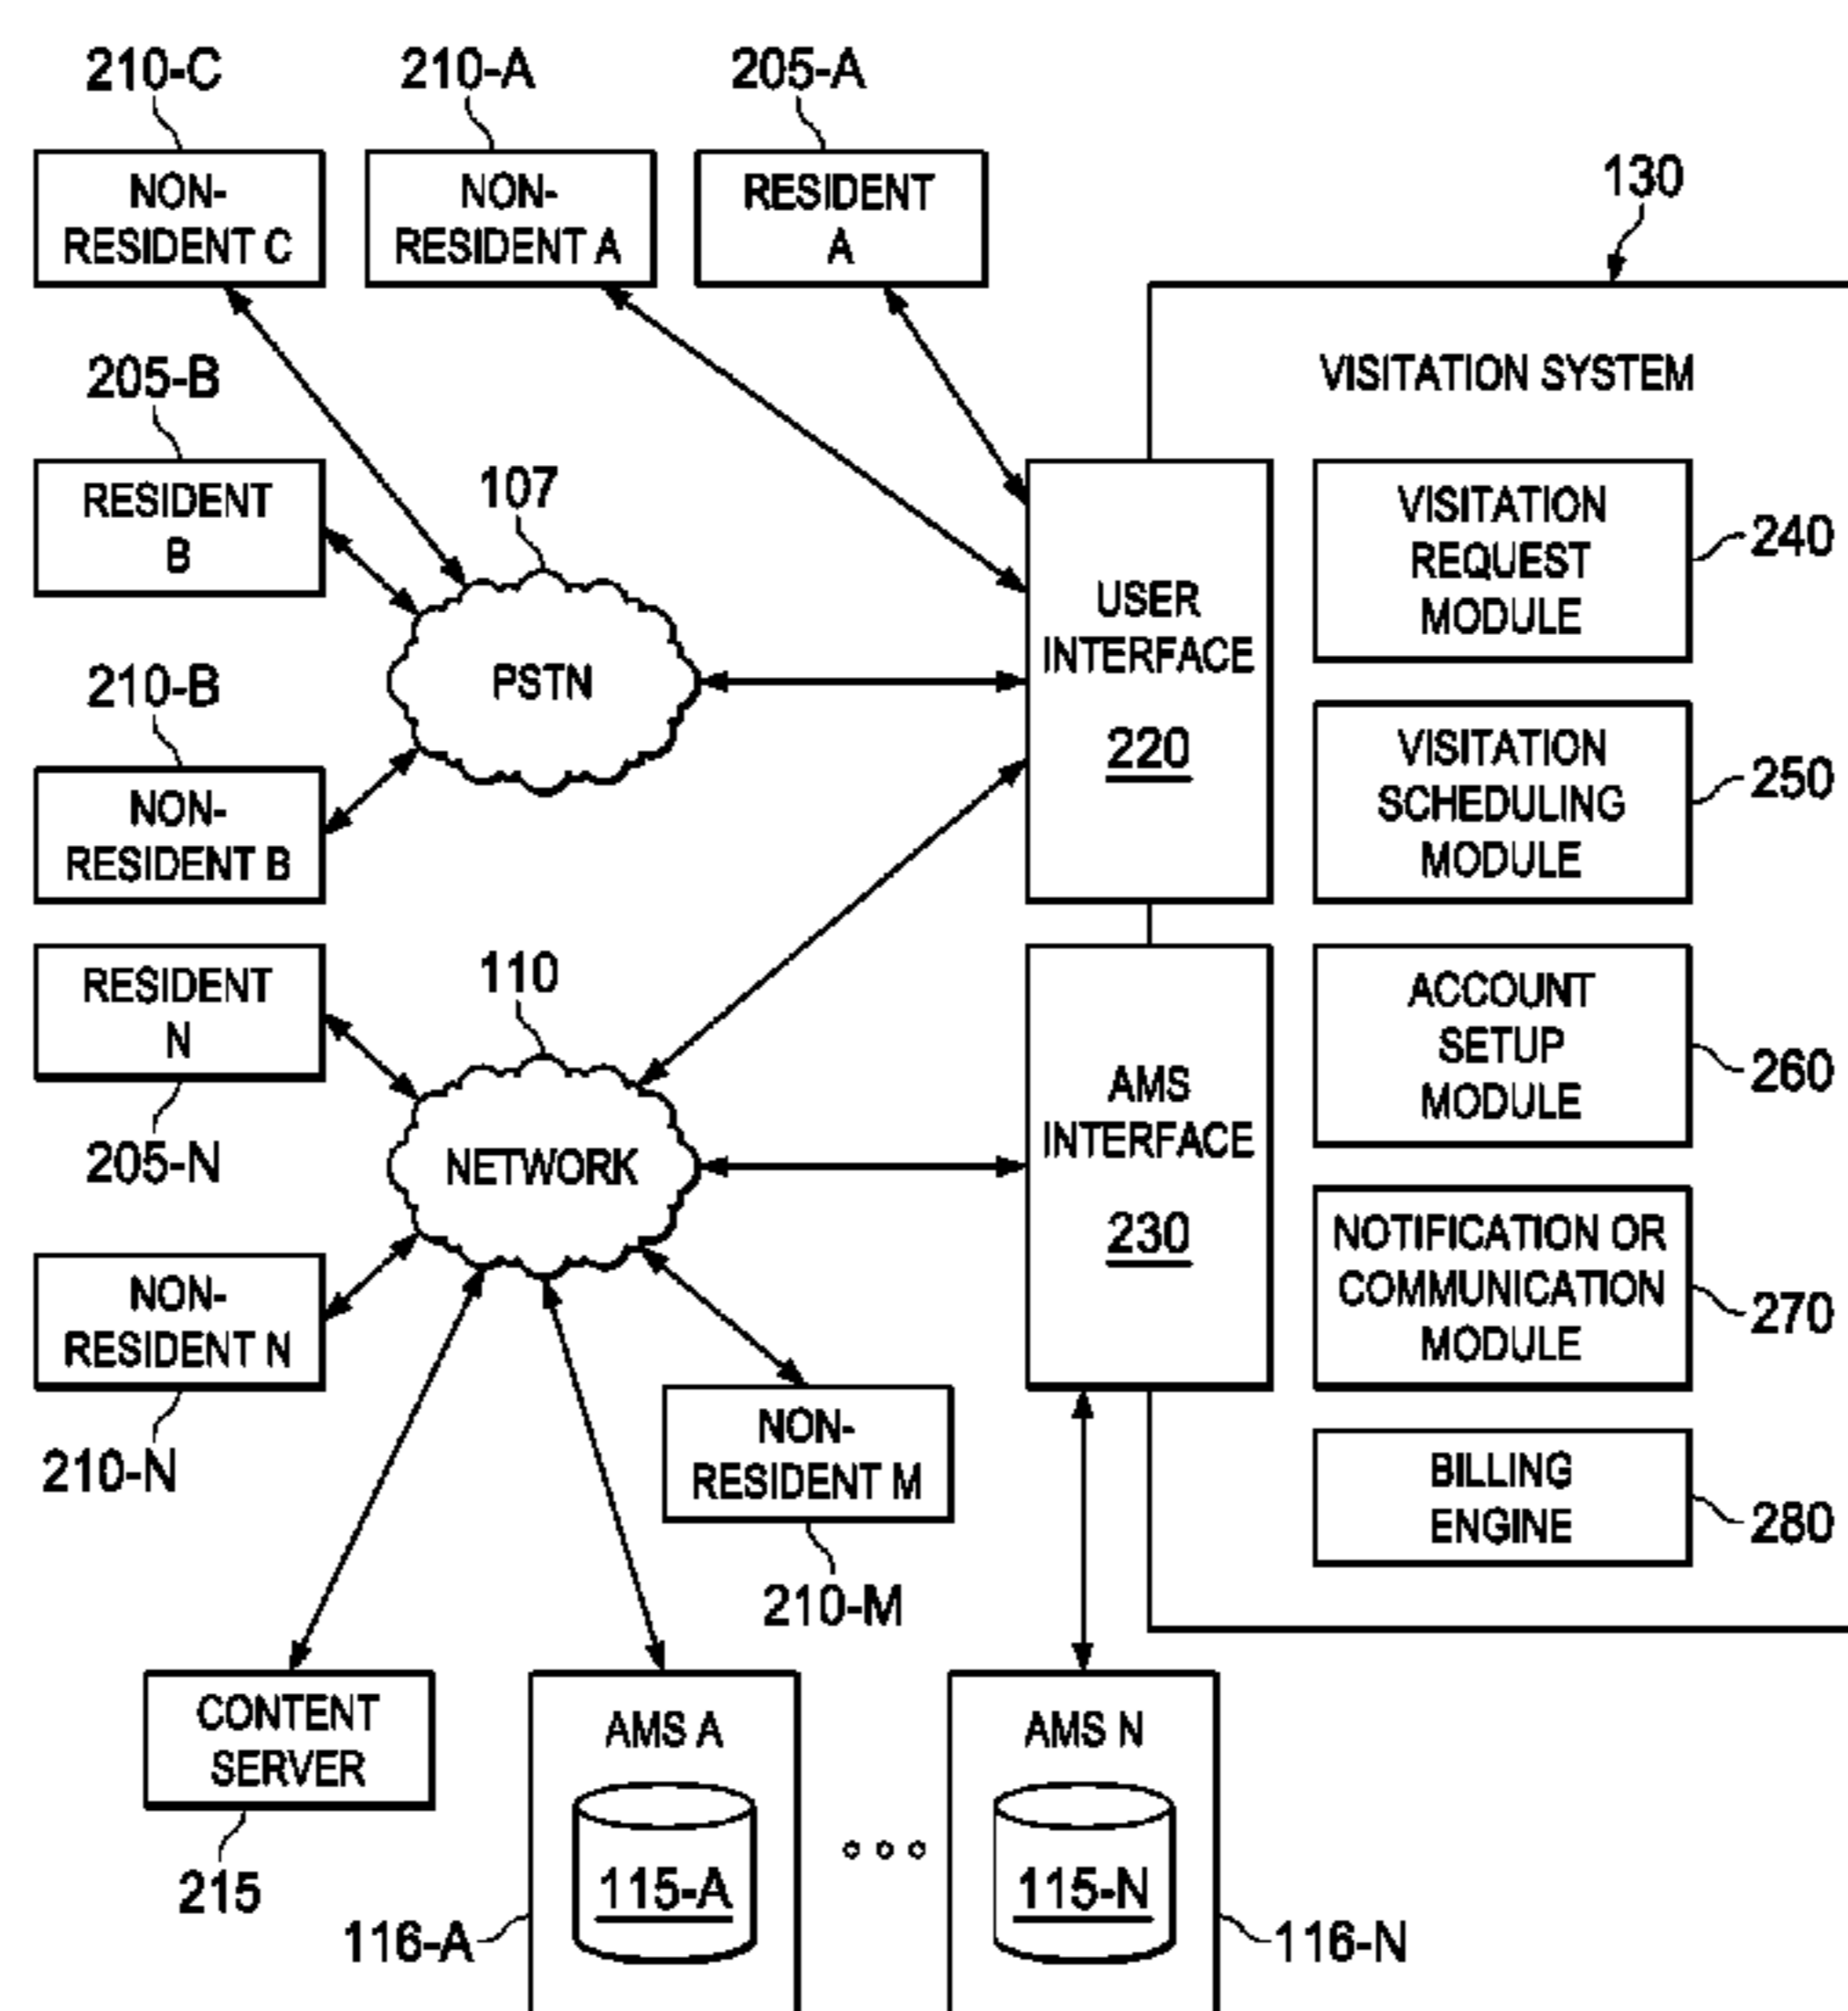 210-C
210-A
205-A
NON-
RESIDENT C
NON-
RESIDENT A
RESIDENT
A
130
VISITATION SYSTEM
205-B
RESIDENT
B
107
PSTN
210-B
NON-
RESIDENT B
USER
INTERFACE
220
VISITATION
REQUEST
MODULE
240
VISITATION
SCHEDULING
MODULE
250
RESIDENT
N
205-N
110
NETWORK
AMS
INTERFACE
230
ACCOUNT
SETUP
MODULE
260
NON-
RESIDENT N
210-N
NON-
RESIDENT M
210-M
NOTIFICATION OR
COMMUNICATION
MODULE
270
BILLING
ENGINE
280
CONTENT
SERVER
215
AMS A
115-A
116-A
AMS N
115-N
116-N